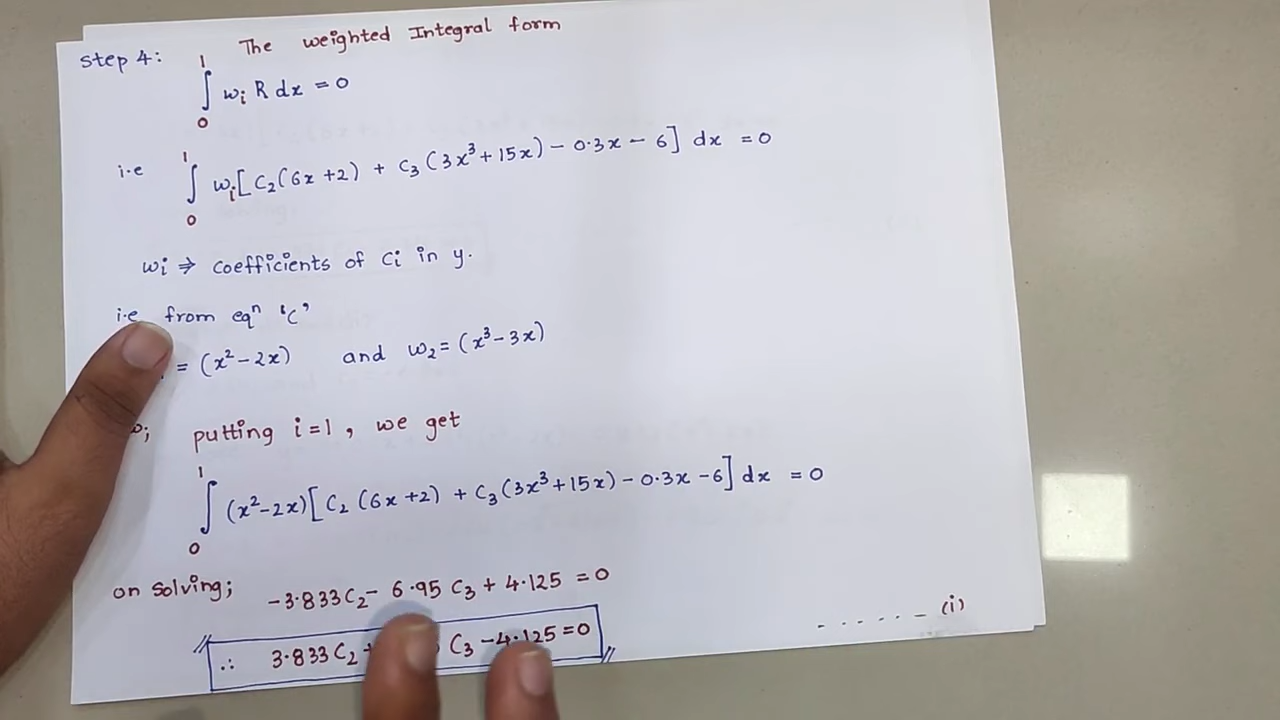 Step 4: The weighted Integral form
∫₀¹ wᵢ R dx = 0
i.e ∫₀¹ wᵢ[C₂(6x+2) + C₃(3x³+15x) - 0.3x - 6] dx = 0
wi ⇒ coefficients of Ci in y.
i.e from eqⁿ 'C'
= (x²-2x) and w₂ = (x³-3x)
putting i=1, we get
∫₀¹ (x²-2x)[C₂(6x+2) + C₃(3x³+15x) - 0.3x - 6] dx = 0
on solving; -3.833C₂ - 6.95 C₃ + 4.125 = 0
∴ 3.833C₂ + C₃ - 4.125 = 0 ...... (i)